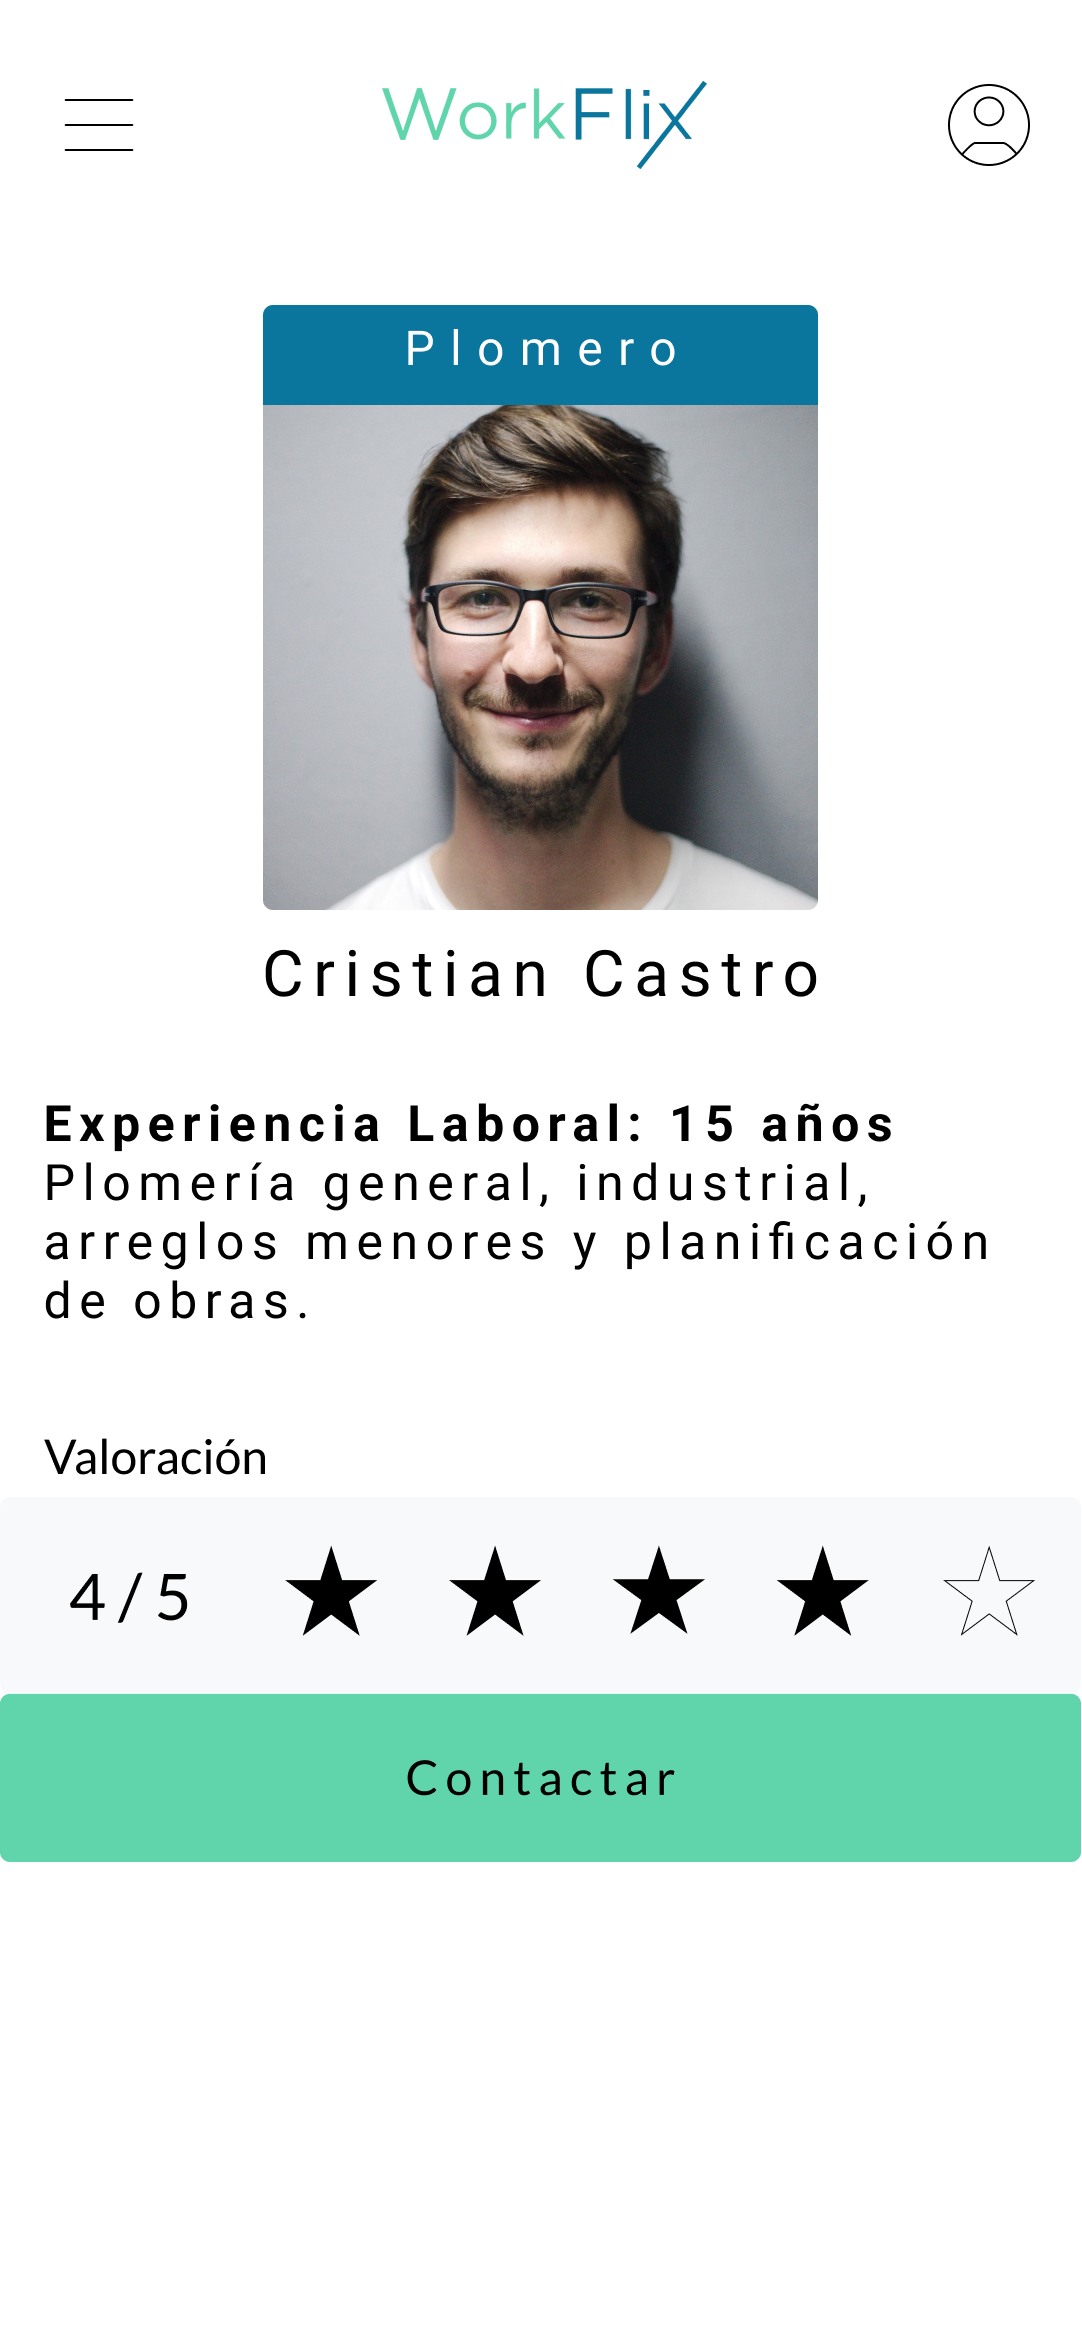 WorkFlix
Plomero
Cristian Castro
Experiencia Laboral: 15 años
Plomería general, industrial,
arreglos menores y planificación
de obras.
Valoración
4/5
Contactar